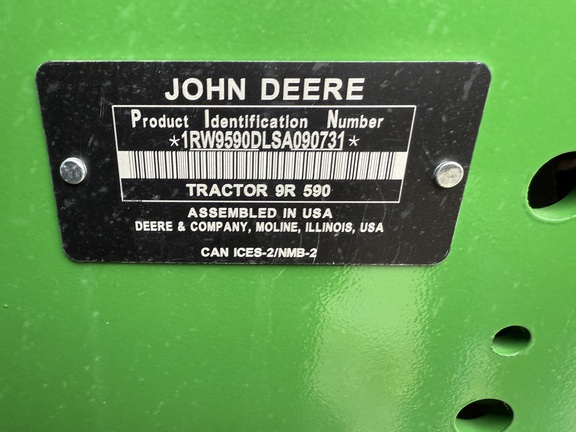 JOHN DEERE
Product Identification Number
*1RW9590DLSA090731*
TRACTOR 9R 590
ASSEMBLED IN USA
DEERE & COMPANY, MOLINE, ILLINOIS, USA
CAN ICES-2/NMB-2